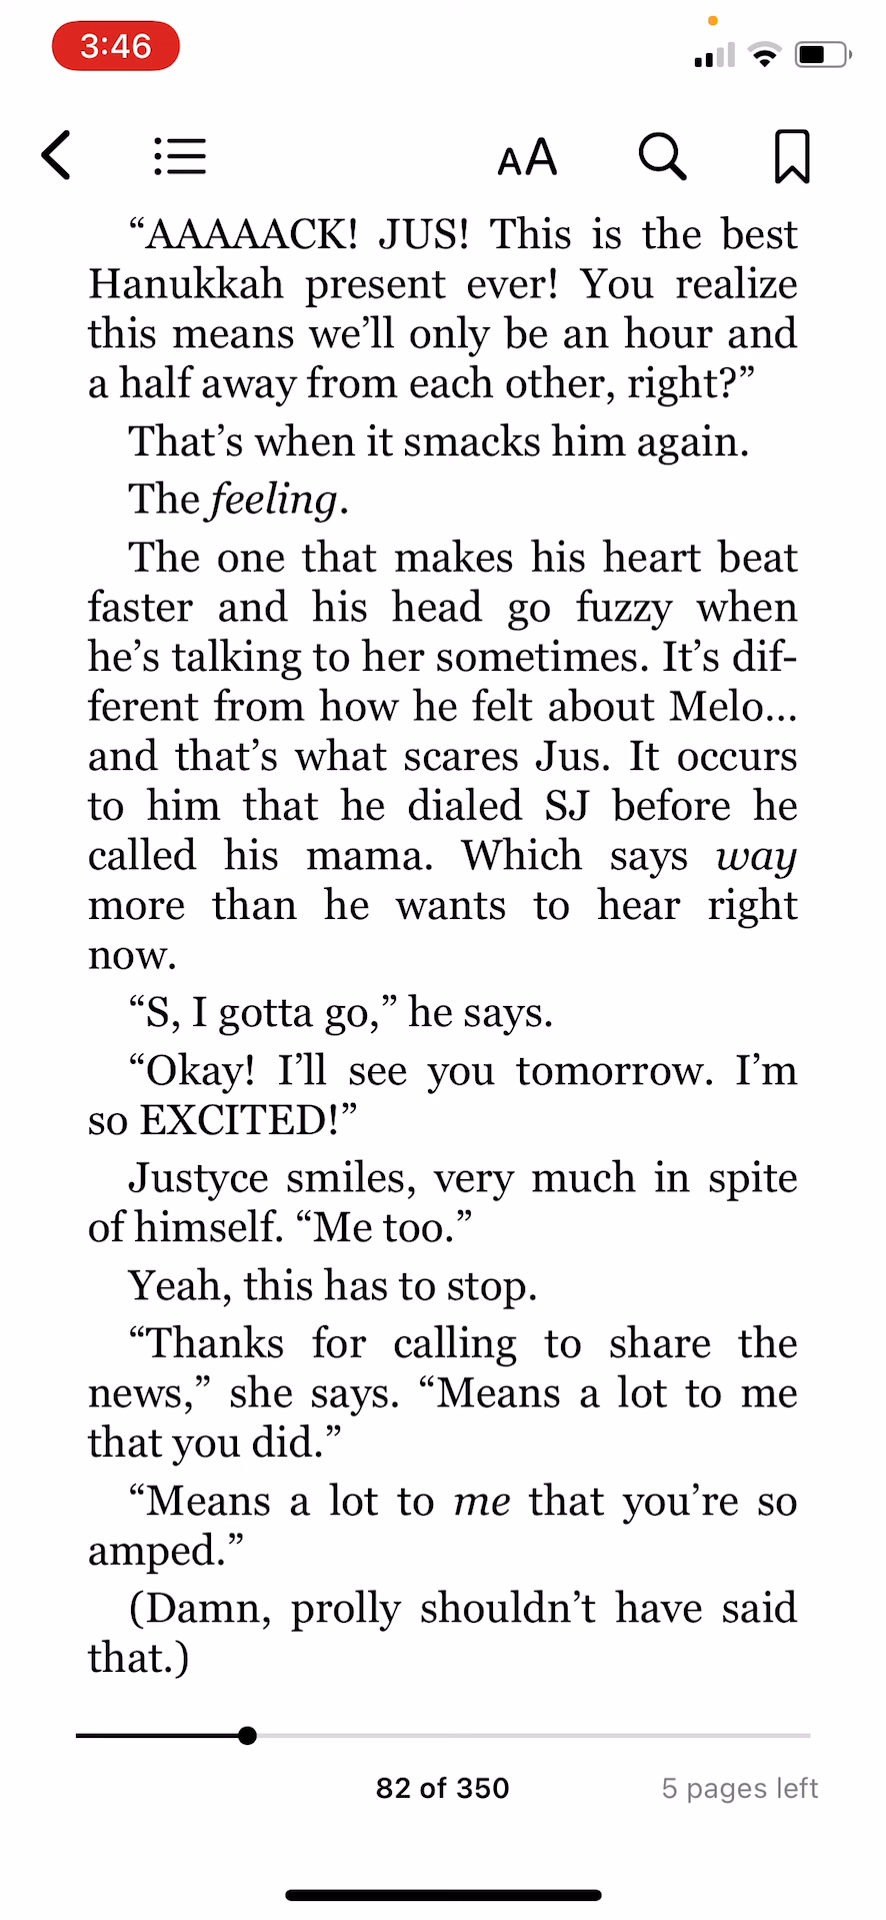 3:46
AA
“AAAAACK! JUS! This is the best
Hanukkah present ever! You realize
this means we’ll only be an hour and
a half away from each other, right?”
That’s when it smacks him again.
The feeling.
The one that makes his heart beat
faster and his head go fuzzy when
he’s talking to her sometimes. It’s dif-
ferent from how he felt about Melo…
and that’s what scares Jus. It occurs
to him that he dialed SJ before he
called his mama. Which says way
more than he wants to hear right
now.
“S, I gotta go,” he says.
“Okay! I’ll see you tomorrow. I’m
so EXCITED!”
Justyce smiles, very much in spite
of himself. “Me too.”
Yeah, this has to stop.
“Thanks for calling to share the
news,” she says. “Means a lot to me
that you did.”
“Means a lot to me that you’re so
amped.”
(Damn, prolly shouldn’t have said
that.)
82 of 350
5 pages left